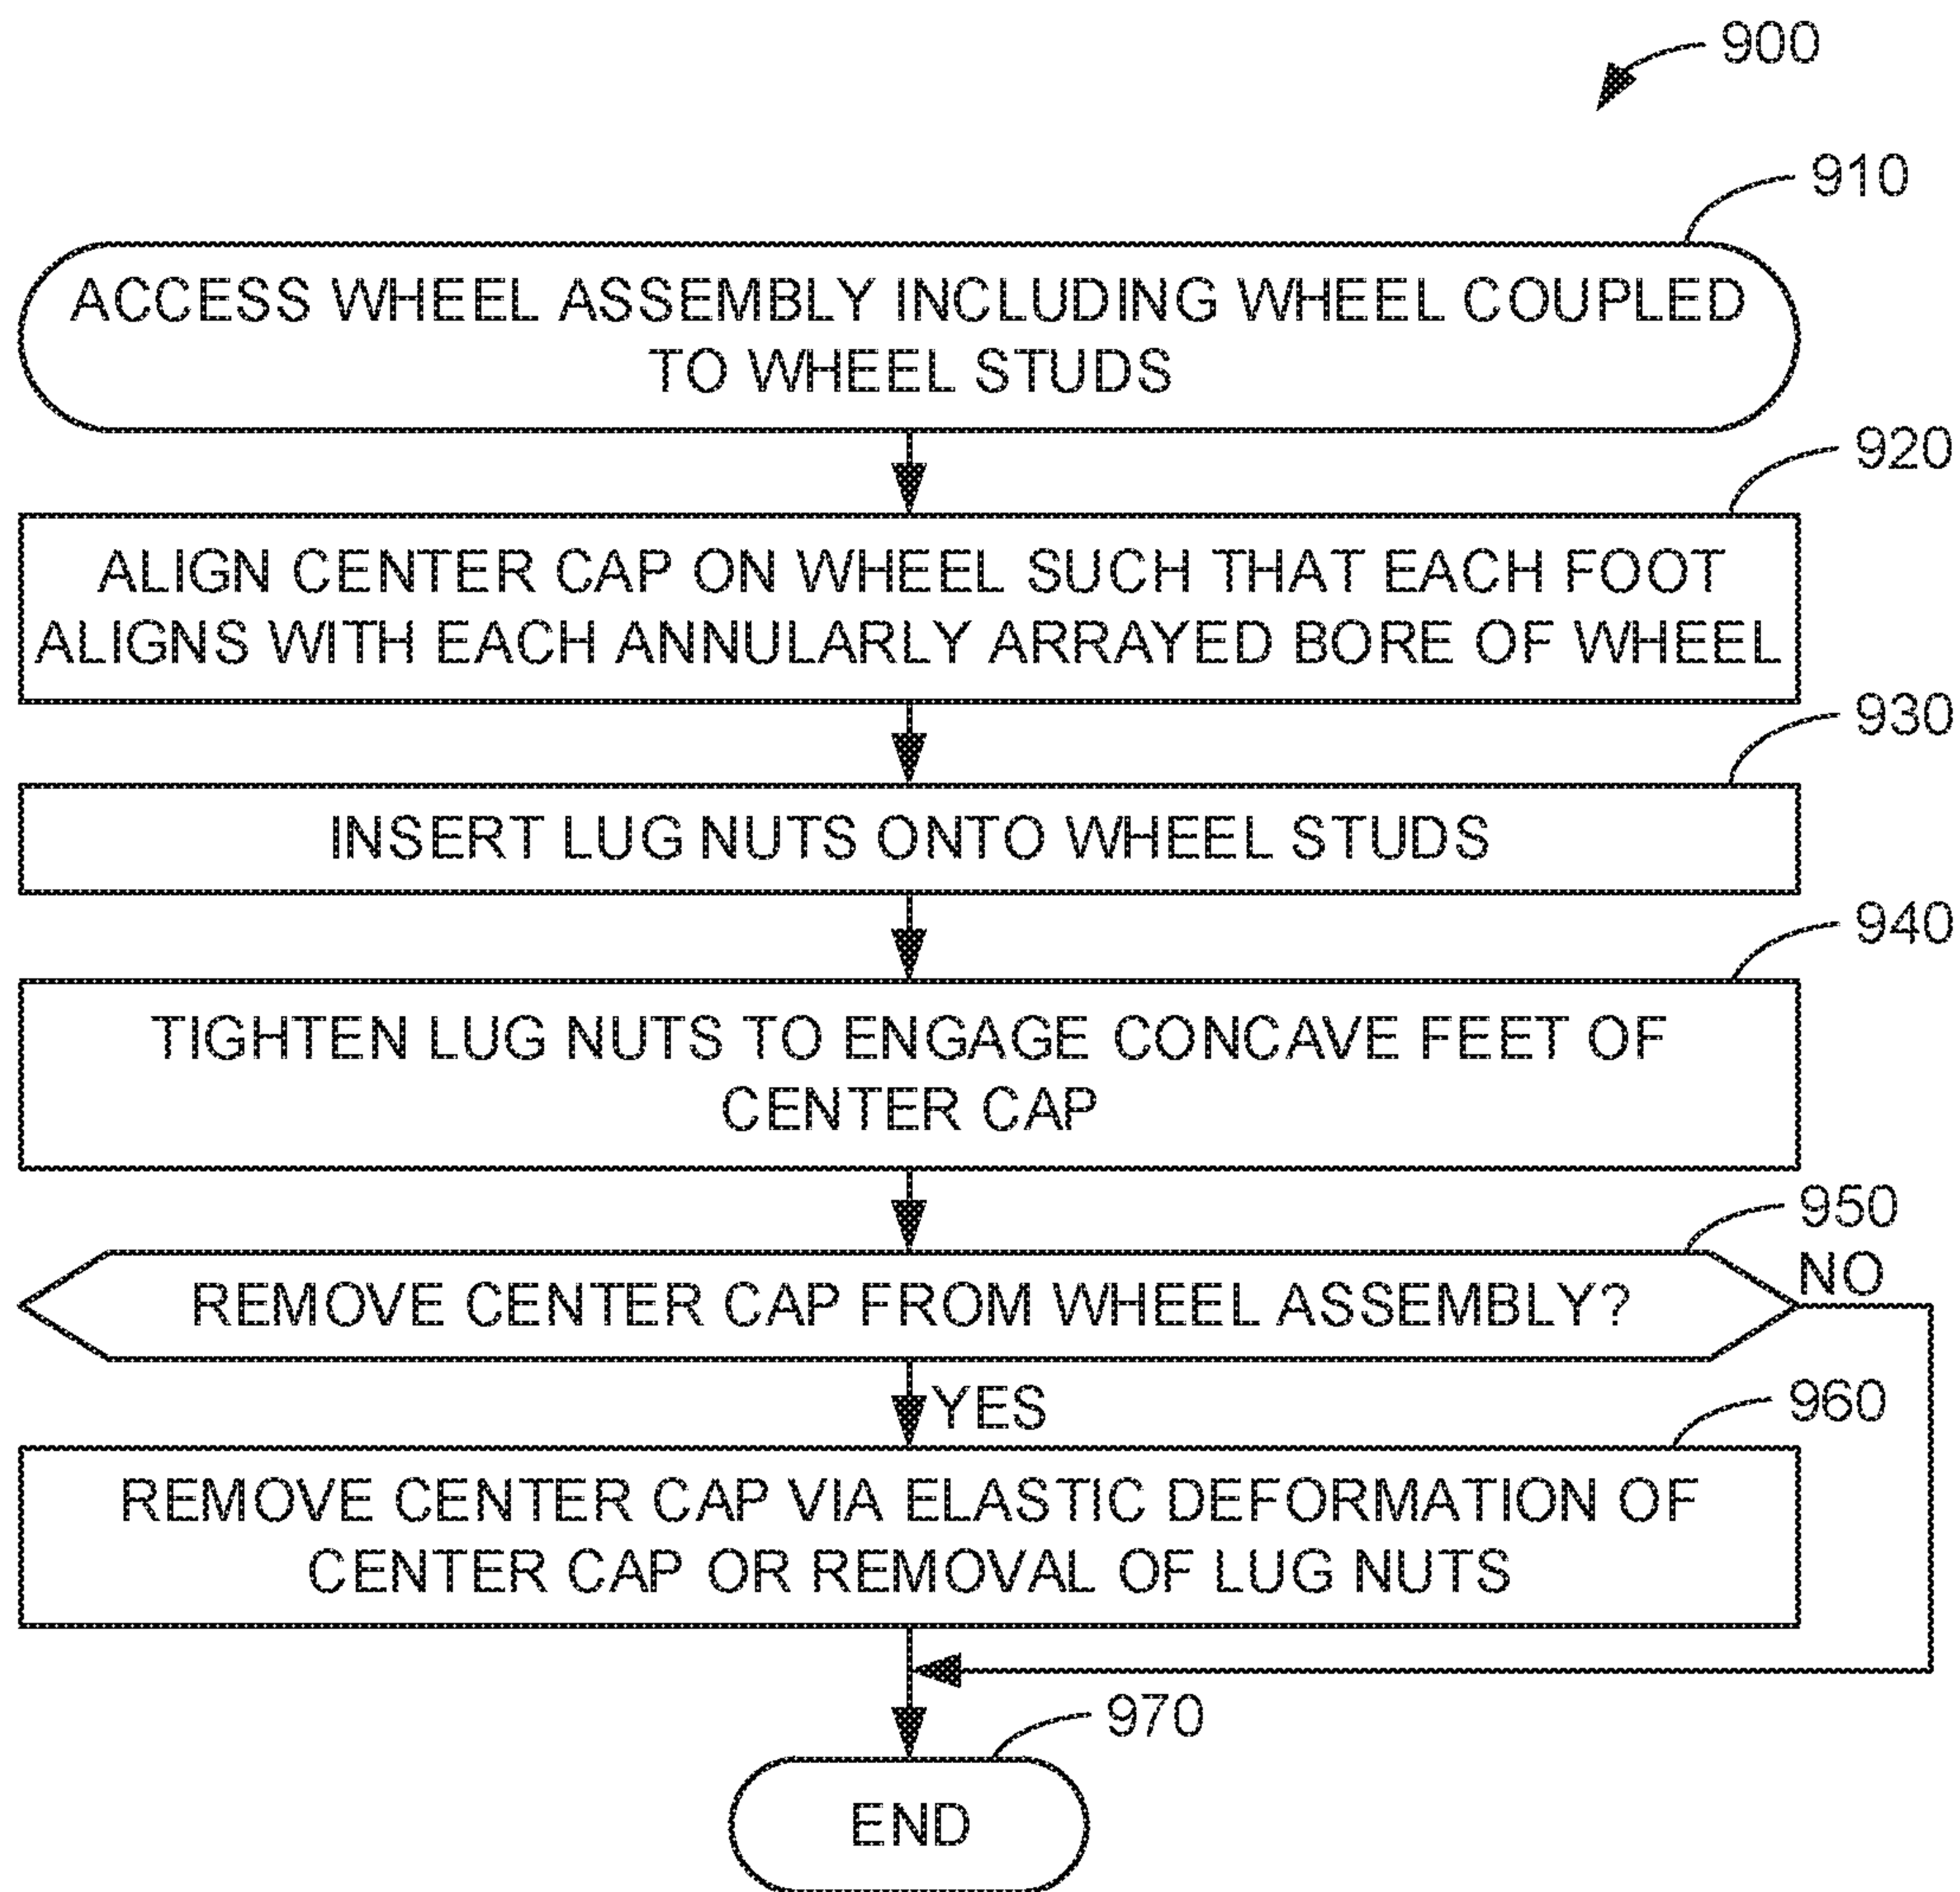 900
910
ACCESS WHEEL ASSEMBLY INCLUDING WHEEL COUPLED
TO WHEEL STUDS
920
ALIGN CENTER CAP ON WHEEL SUCH THAT EACH FOOT
ALIGNS WITH EACH ANNULARLY ARRAYED BORE OF WHEEL
930
INSERT LUG NUTS ONTO WHEEL STUDS
940
TIGHTEN LUG NUTS TO ENGAGE CONCAVE FEET OF
CENTER CAP
950
REMOVE CENTER CAP FROM WHEEL ASSEMBLY?
NO
YES
960
REMOVE CENTER CAP VIA ELASTIC DEFORMATION OF
CENTER CAP OR REMOVAL OF LUG NUTS
970
END